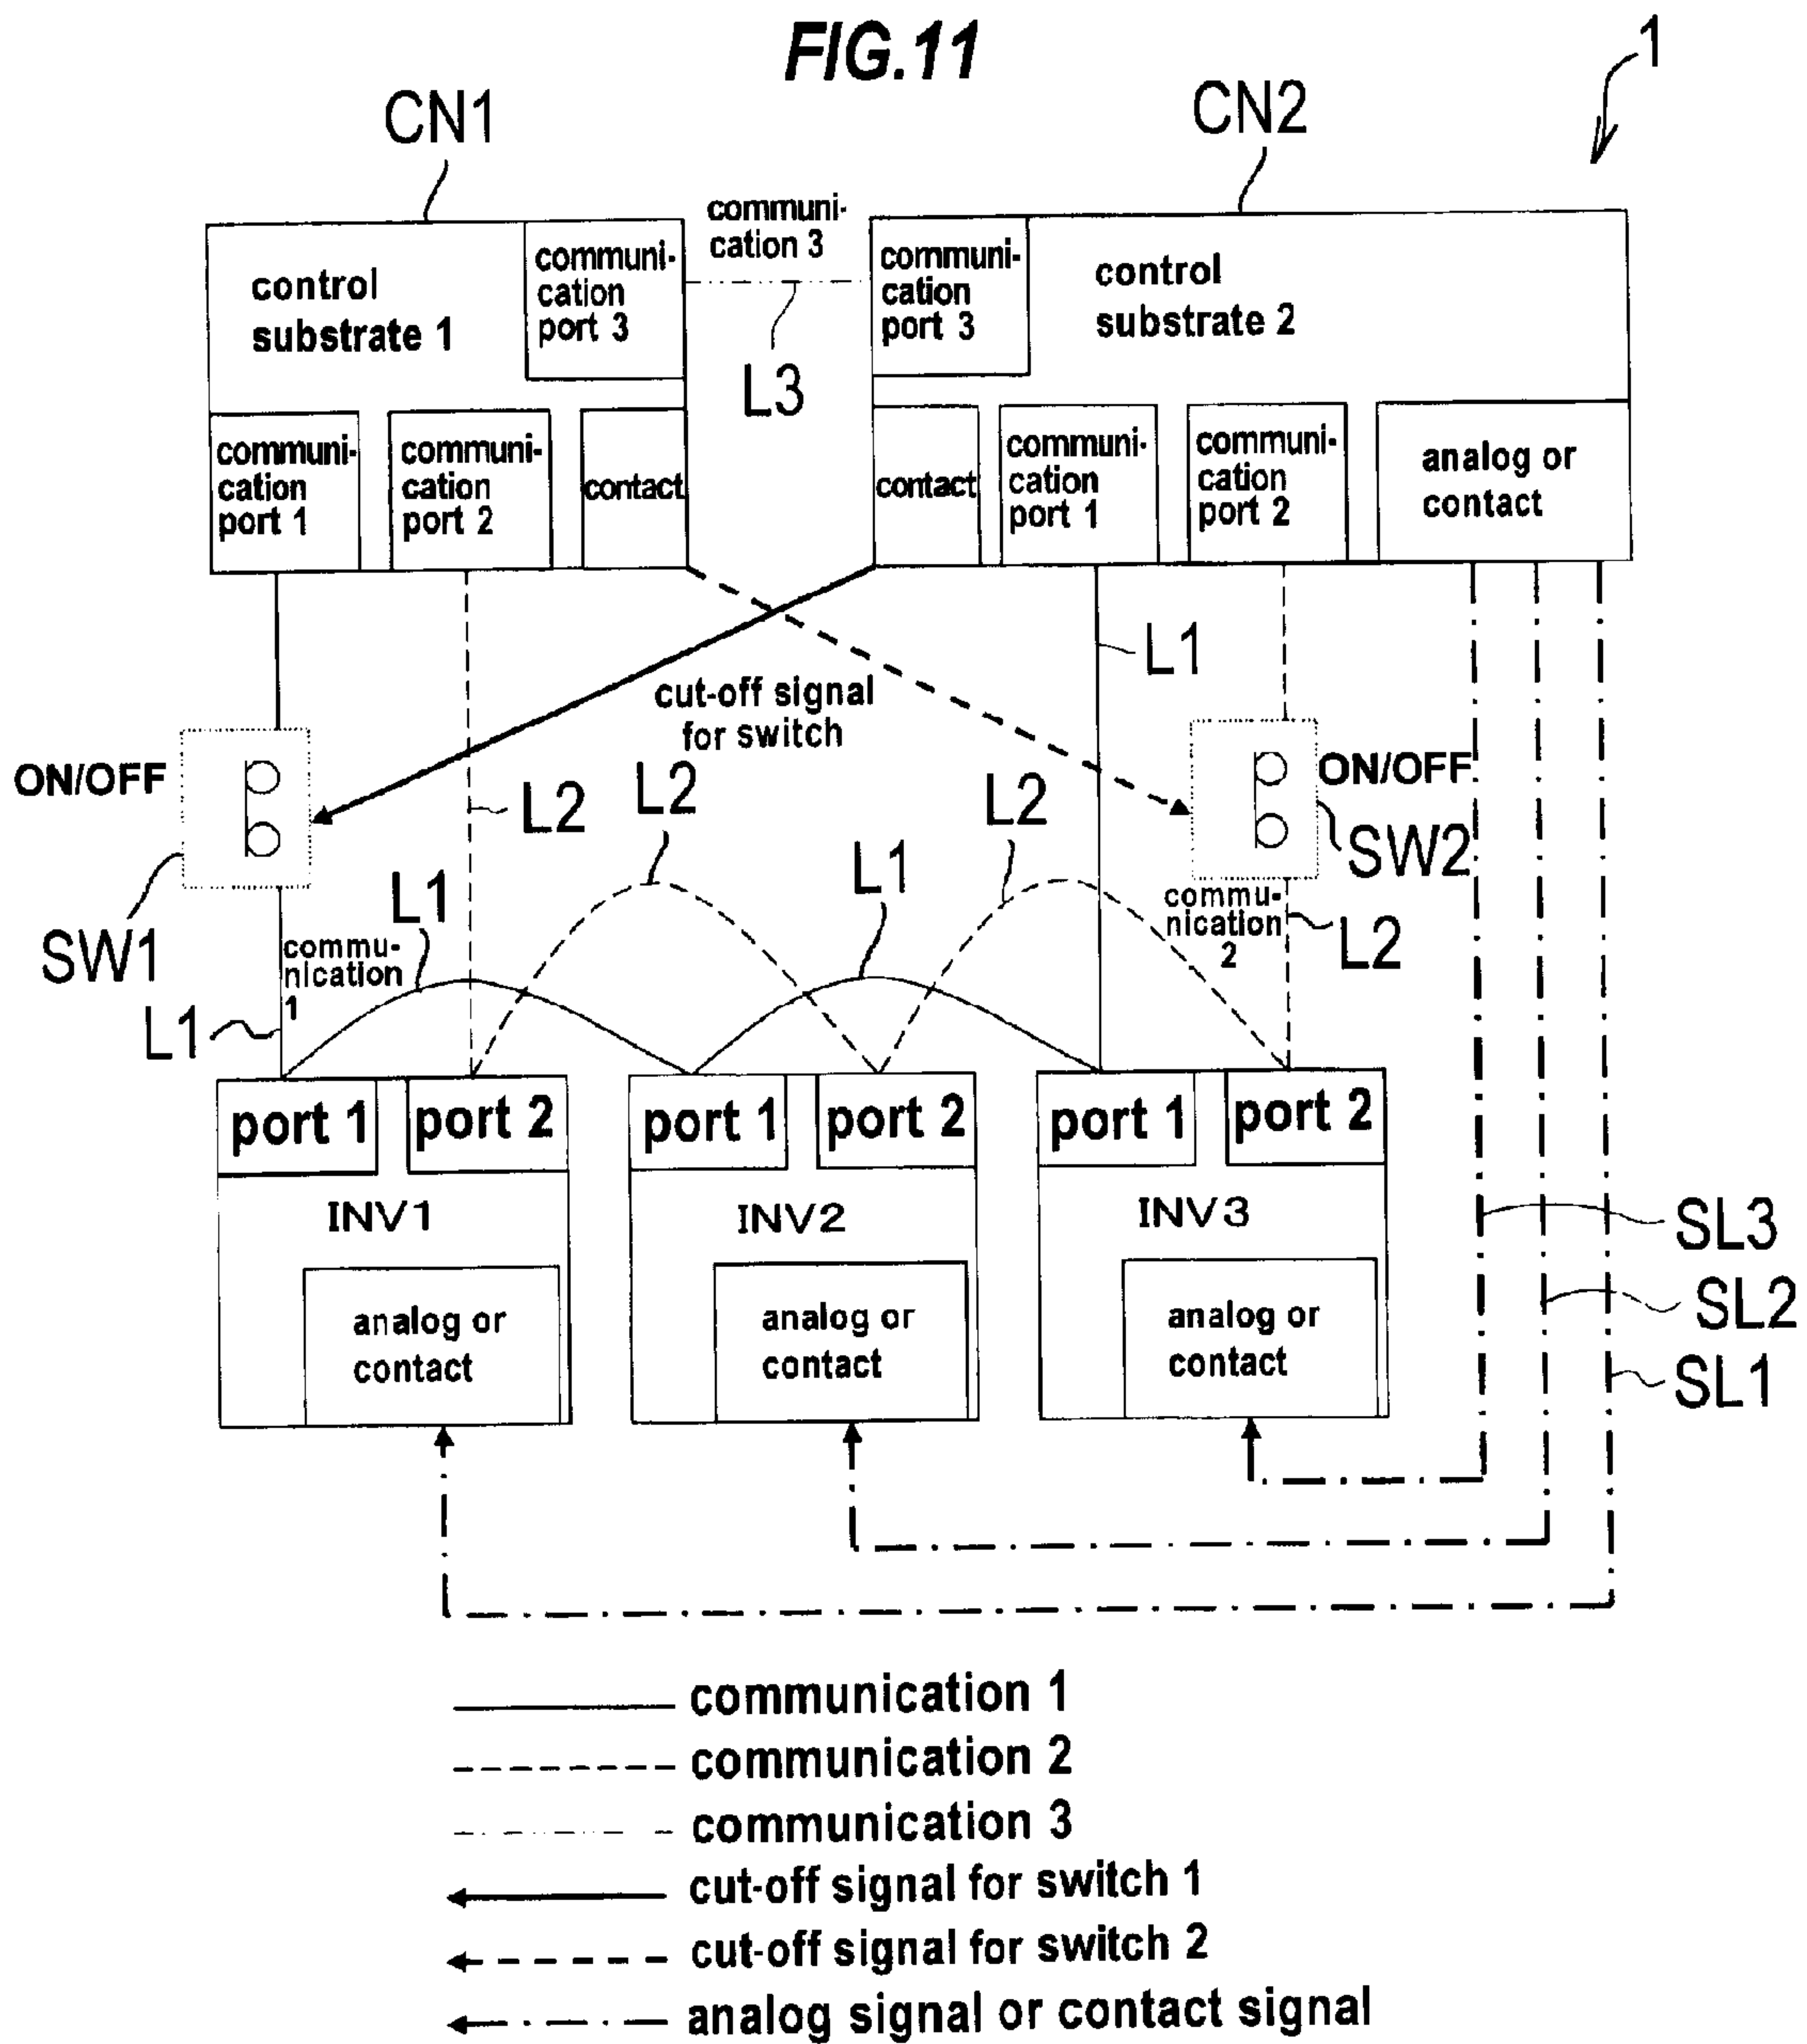 FIG.11
1
CN1
CN2
control
substrate 1
communi-
cation
port 3
communi-
cation 3
L3
communi-
cation
port 3
control
substrate 2
communi-
cation
port 1
communi-
cation
port 2
contact
contact
communi-
cation
port 1
communi-
cation
port 2
analog or
contact
L1
cut-off signal
for switch
ON/OFF
SW1
L2
L2
L2
ON/OFF
SW2
L1
L1
commu-
nication
1
L1
commu-
nication
2
L2
port 1
port 2
INV1
analog or
contact
port 1
port 2
INV2
analog or
contact
port 1
port 2
INV3
analog or
contact
SL3
SL2
SL1
communication 1
communication 2
communication 3
cut-off signal for switch 1
cut-off signal for switch 2
analog signal or contact signal